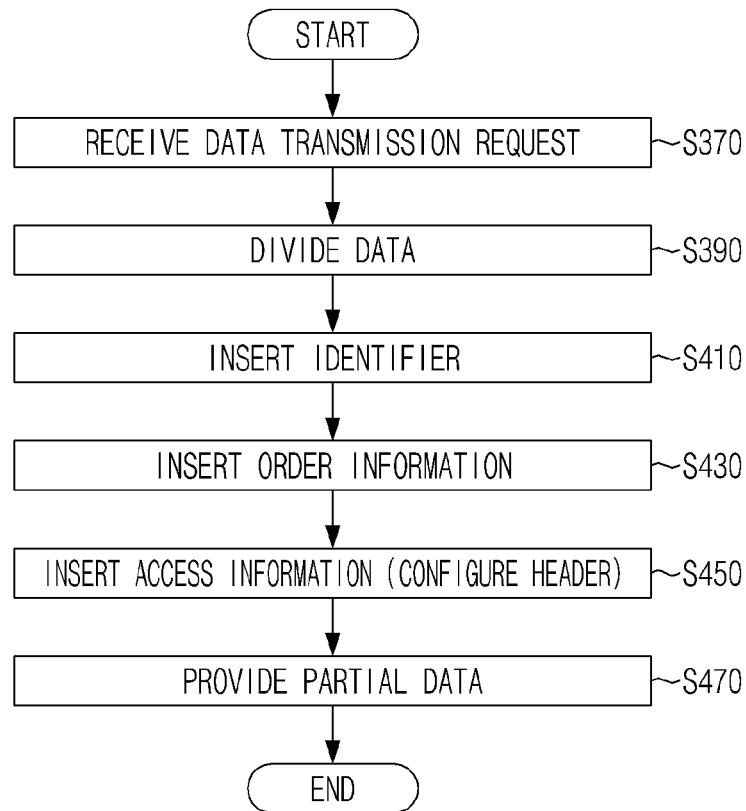 START
RECEIVE DATA TRANSMISSION REQUEST
S370
DIVIDE DATA
S390
INSERT IDENTIFIER
S410
INSERT ORDER INFORMATION
S430
INSERT ACCESS INFORMATION (CONFIGURE HEADER)
S450
PROVIDE PARTIAL DATA
S470
END